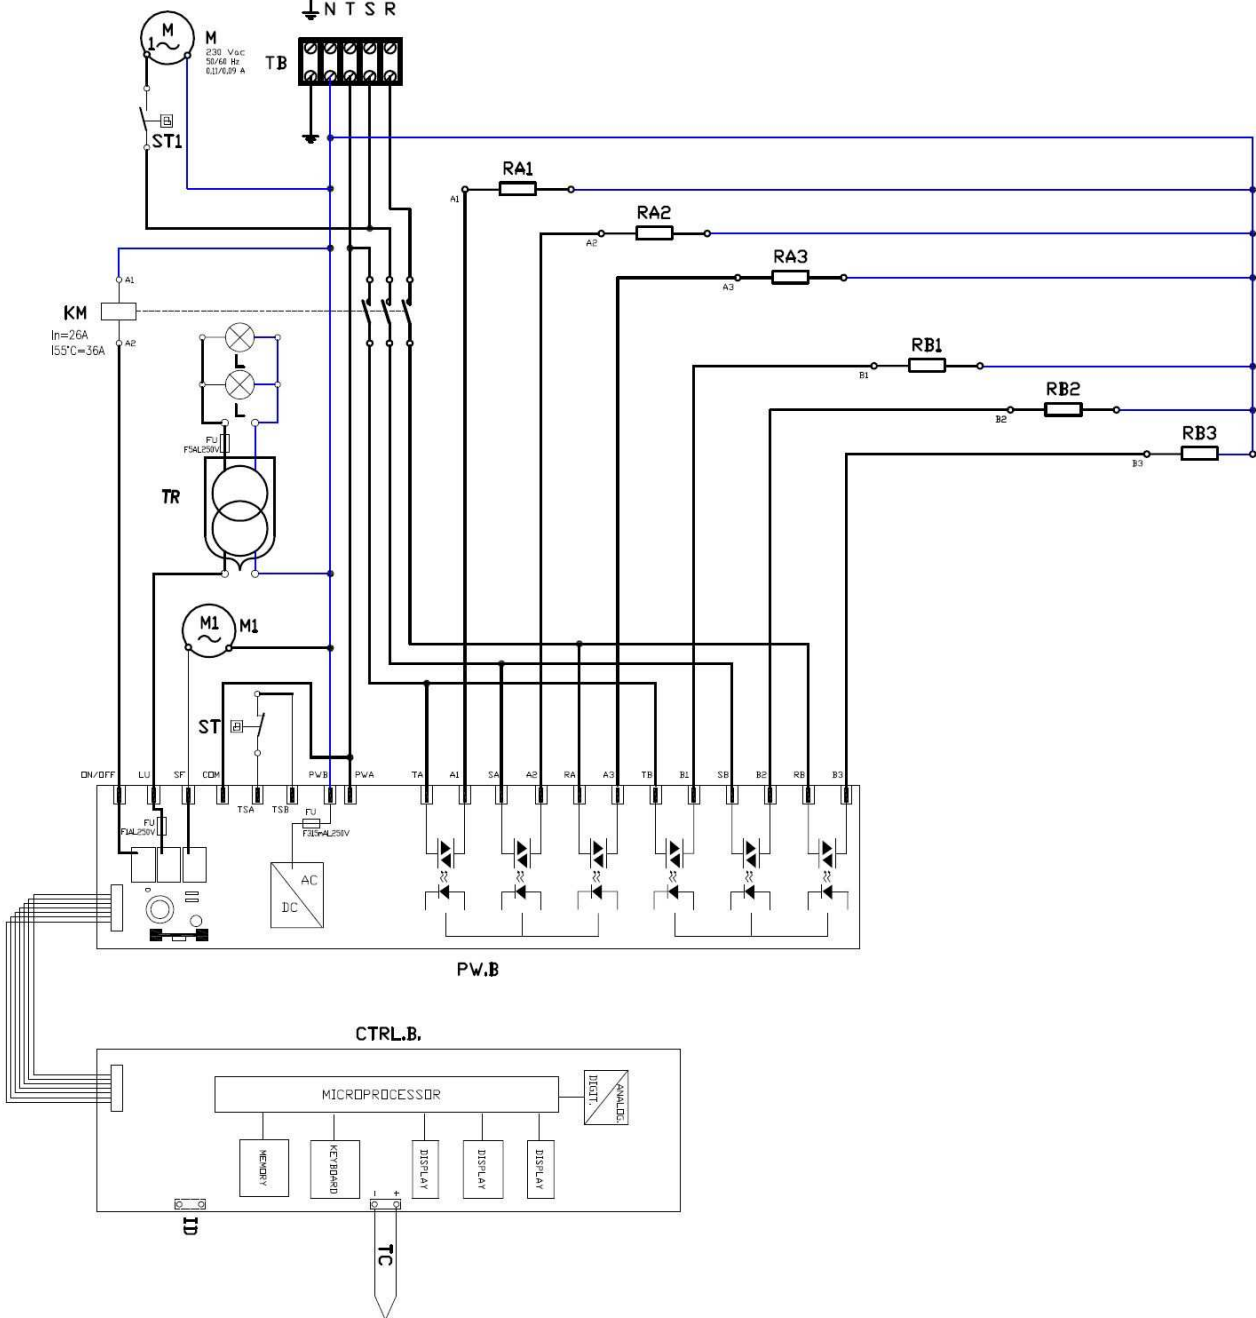 N T S R
M
1
M
230 Vac
50/60 Hz
0,11/0,09 A
TB
ST1
RA1
A1
RA2
A2
RA3
A3
A1
KM
In=26A
I55°C=36A
A2
L
L
RB1
B1
RB2
B2
RB3
B3
FU
F5AL250V
TR
M1
M1
ST
ON/OFF LU SF COM PWB PWA TA A1 SA A2 RA A3 TB B1 SB B2 RB B3
TSA TSB
FU
F1AL250V
FU
F315mAL250V
AC
DC
PW.B
CTRL.B.
MICROPROCESSOR
DIGIT.
ANALOG.
MEMORY
KEYBOARD
DISPLAY
DISPLAY
DISPLAY
- +
ID
TC